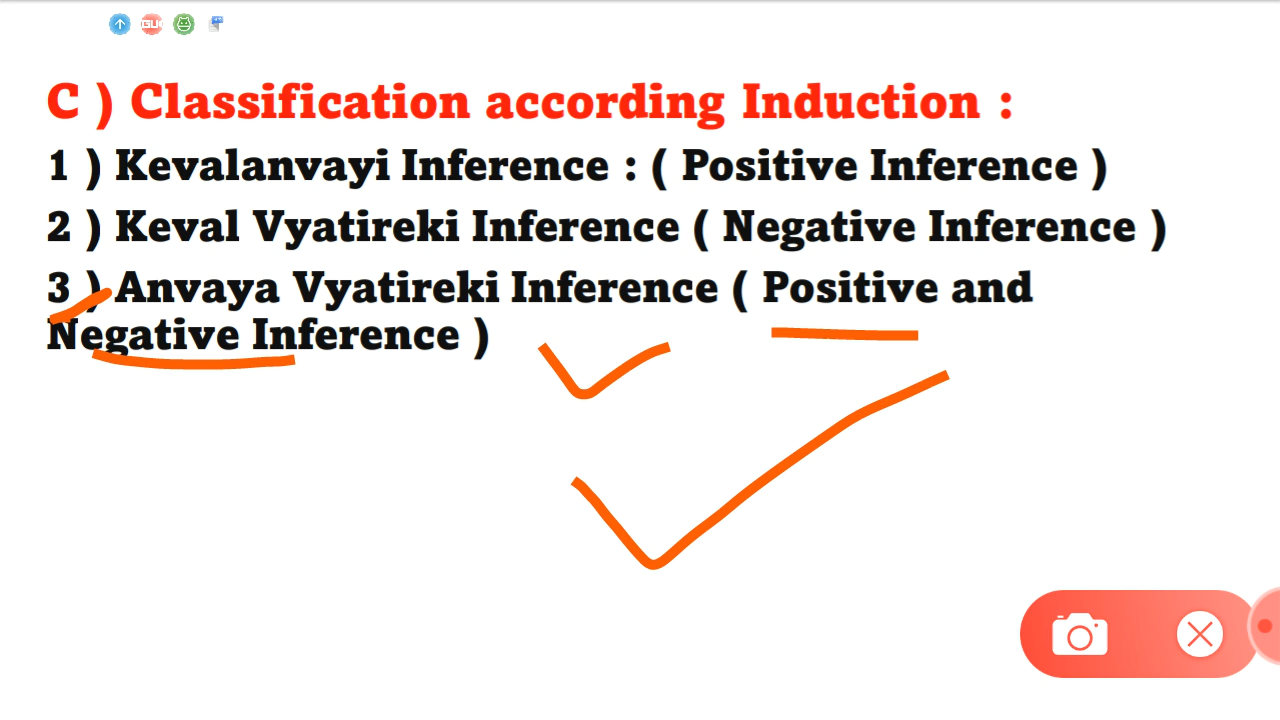 C ) Classification according Induction :
1 ) Kevalanvayi Inference : ( Positive Inference )
2 ) Keval Vyatireki Inference ( Negative Inference )
3 ) Anvaya Vyatireki Inference ( Positive and
Negative Inference )